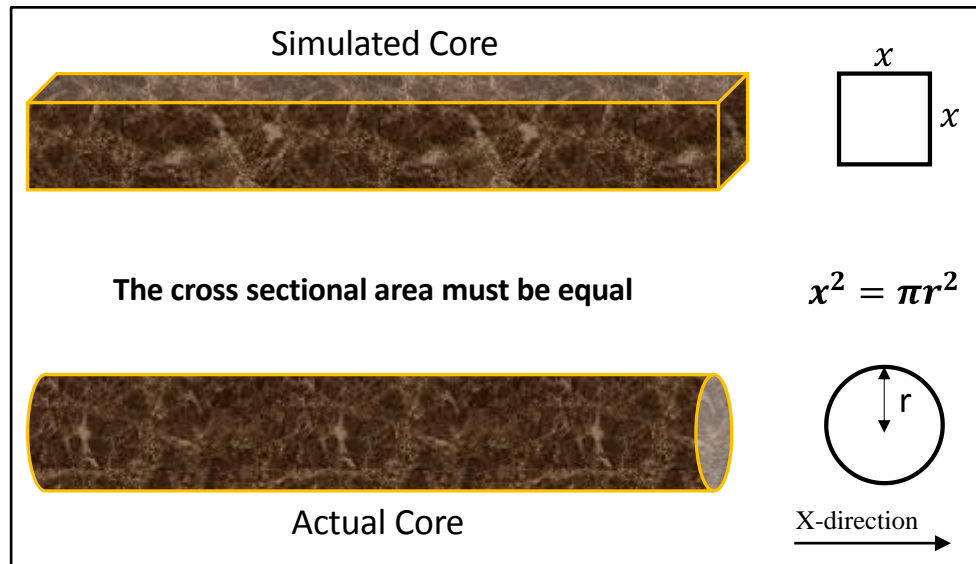 Simulated Core
x
x
The cross sectional area must be equal
x² = πr²
r
Actual Core
X-direction